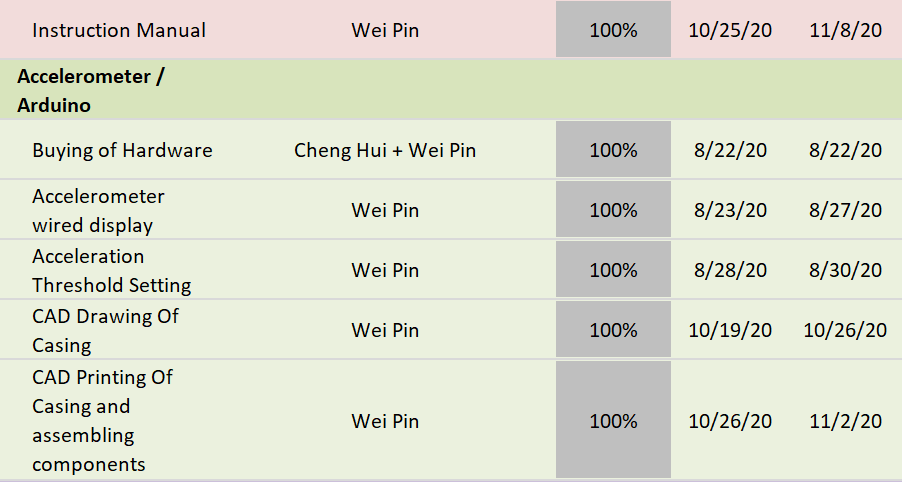 Instruction Manual Wei Pin 100% 10/25/20 11/8/20
Accelerometer /
Arduino
Buying of Hardware Cheng Hui + Wei Pin 100% 8/22/20 8/22/20
Accelerometer
wired display Wei Pin 100% 8/23/20 8/27/20
Acceleration
Threshold Setting Wei Pin 100% 8/28/20 8/30/20
CAD Drawing Of
Casing Wei Pin 100% 10/19/20 10/26/20
CAD Printing Of
Casing and
assembling
components Wei Pin 100% 10/26/20 11/2/20